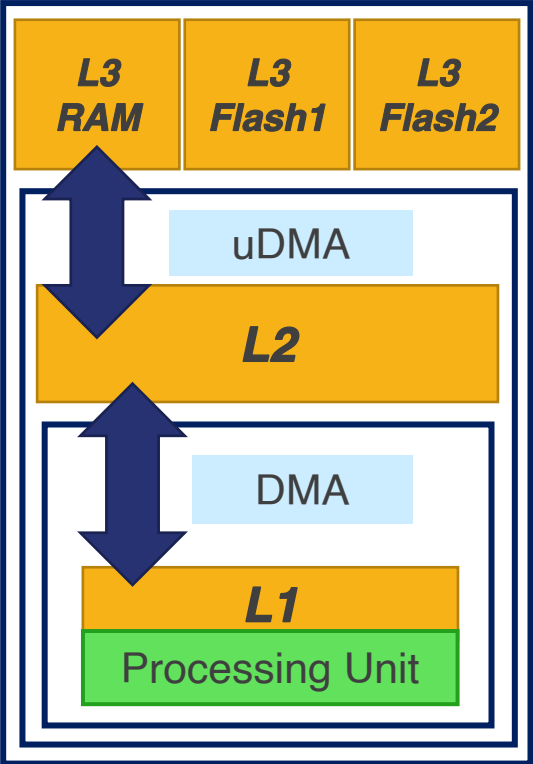 L3
RAM
L3
Flash1
L3
Flash2
uDMA
L2
DMA
L1
Processing Unit